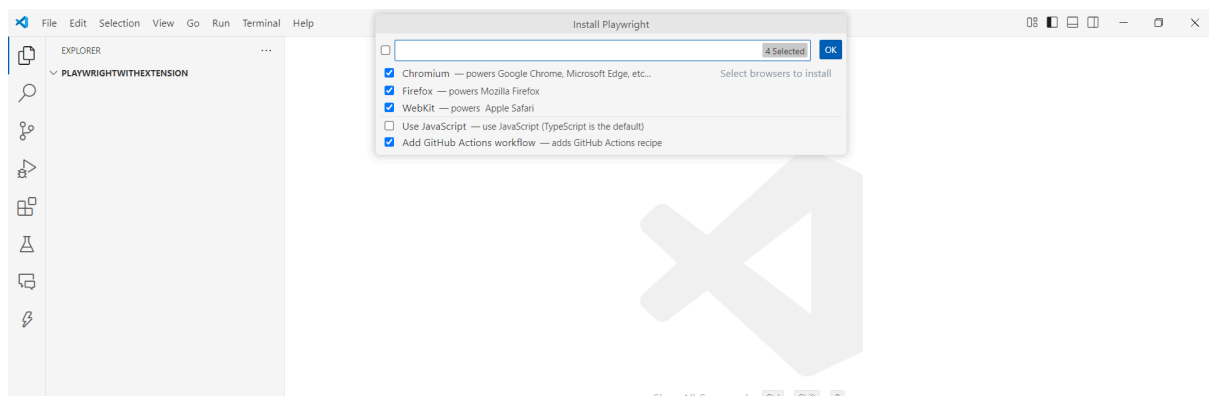 File Edit Selection View Go Run Terminal Help
Install Playwright
EXPLORER
PLAYWRIGHTWITHEXTENSION
4 Selected OK
Chromium — powers Google Chrome, Microsoft Edge, etc... Select browsers to install
Firefox — powers Mozilla Firefox
WebKit — powers Apple Safari
Use JavaScript — use JavaScript (TypeScript is the default)
Add GitHub Actions workflow — adds GitHub Actions recipe